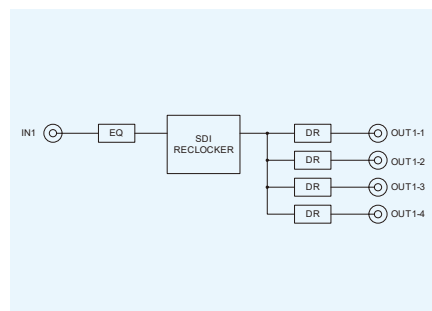 IN1
EQ
SDI
RECLOCKER
DR
OUT1-1
DR
OUT1-2
DR
OUT1-3
DR
OUT1-4